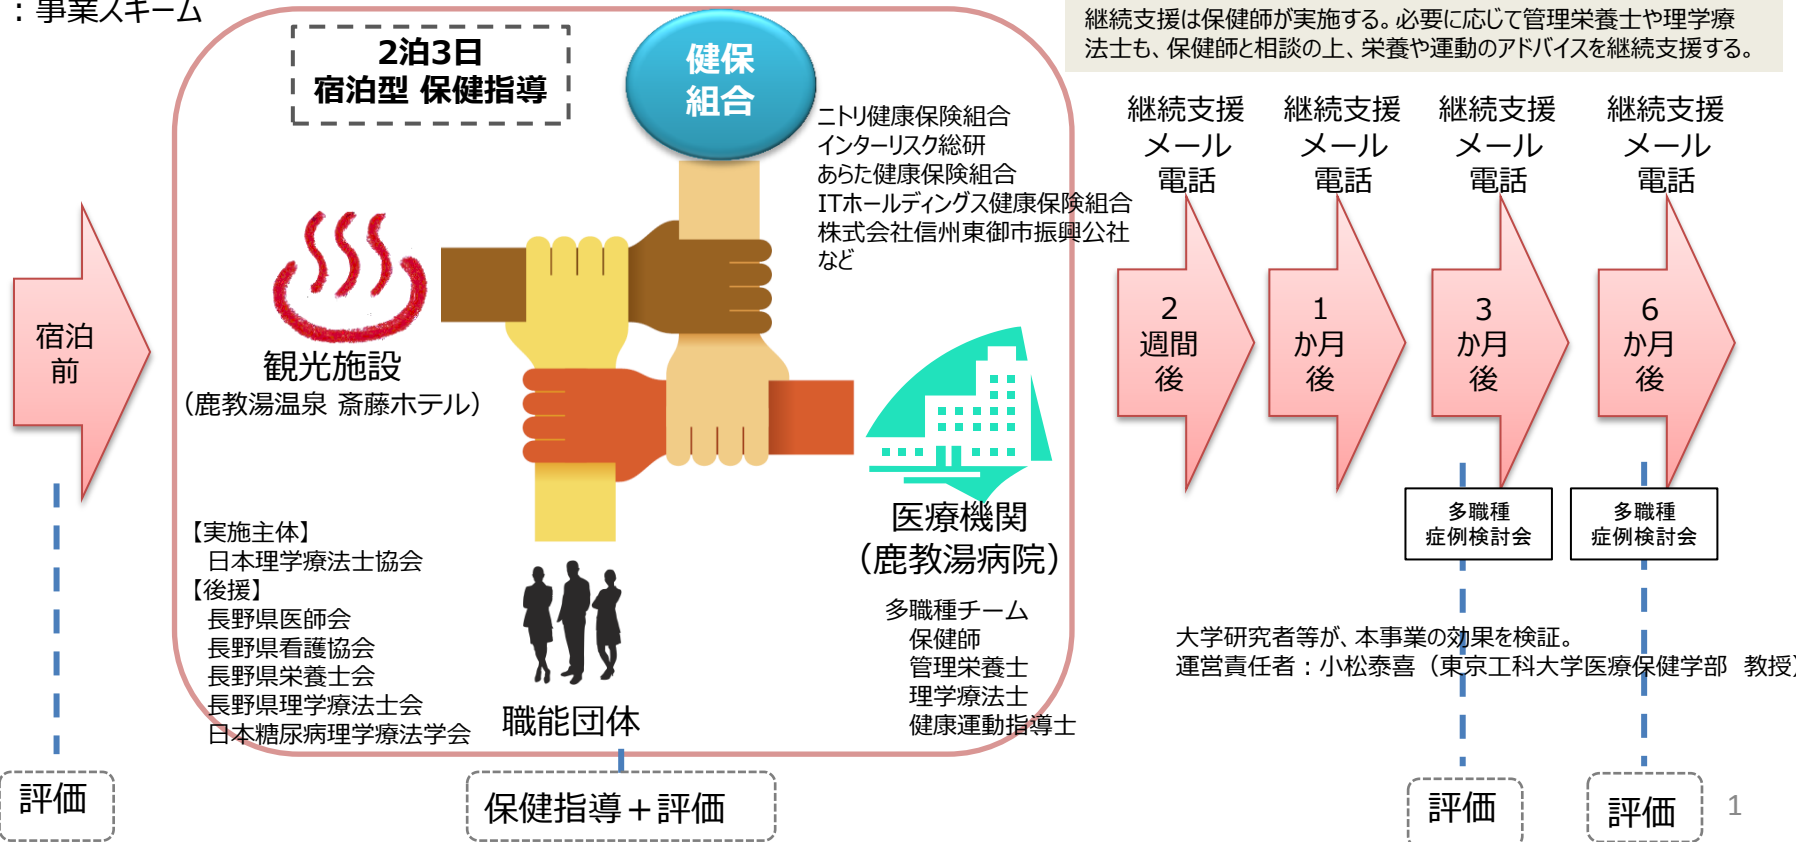 ：事業スキーム
2泊3日
宿泊型 保健指導
健保
組合
ニトリ健康保険組合
インターリスク総研
あらた健康保険組合
ITホールディングス健康保険組合
株式会社信州東御市振興公社
など
継続支援は保健師が実施する。必要に応じて管理栄養士や理学療
法士も、保健師と相談の上、栄養や運動のアドバイスを継続支援する。
継続支援
メール
電話
継続支援
メール
電話
継続支援
メール
電話
継続支援
メール
電話
宿泊
前
観光施設
（鹿教湯温泉 斎藤ホテル）
2
週間
後
1
か月
後
3
か月
後
6
か月
後
医療機関
（鹿教湯病院）
多職種チーム
保健師
管理栄養士
理学療法士
健康運動指導士
【実施主体】
日本理学療法士協会
【後援】
長野県医師会
長野県看護協会
長野県栄養士会
長野県理学療法士会
日本糖尿病理学療法学会
職能団体
多職種
症例検討会
多職種
症例検討会
大学研究者等が、本事業の効果を検証。
運営責任者：小松泰喜（東京工科大学医療保健学部　教授）
評価
保健指導＋評価
評価
評価
1